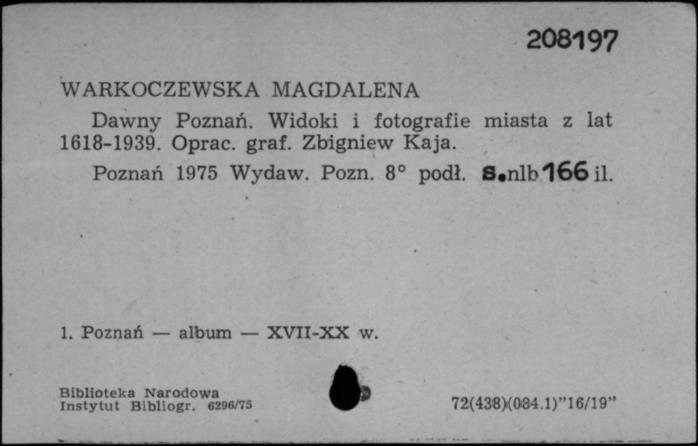 208197
WARKOCZEWSKA MAGDALENA
Dawny Poznań. Widoki i fotografie miasta z lat
1618-1939. Oprac. graf. Zbigniew Kaja.
Poznań 1975 Wydaw. Pozn. 8° podł. s.nlb.166 il.
1. Poznań — album — XVII-XX w.
Biblioteka Narodowa
Instytut Bibliogr. 6296/75
72(438)(084.1)"16/19"